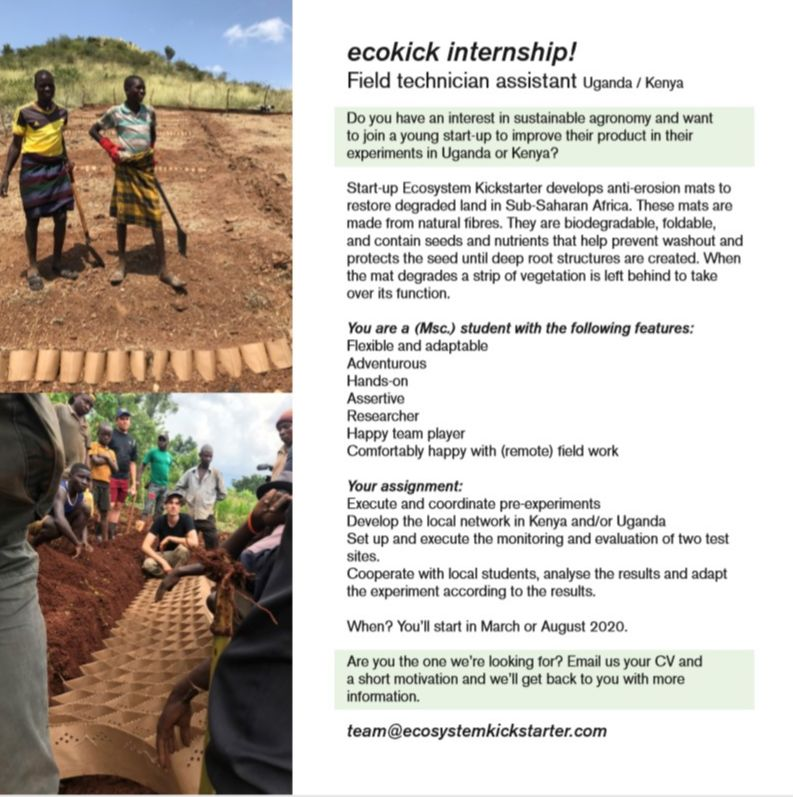 ecokick internship!
Field technician assistant Uganda / Kenya
Do you have an interest in sustainable agronomy and want
to join a young start-up to improve their product in their
experiments in Uganda or Kenya?
Start-up Ecosystem Kickstarter develops anti-erosion mats to
restore degraded land in Sub-Saharan Africa. These mats are
made from natural fibres. They are biodegradable, foldable,
and contain seeds and nutrients that help prevent washout and
protects the seed until deep root structures are created. When
the mat degrades a strip of vegetation is left behind to take
over its function.
You are a (Msc.) student with the following features:
Flexible and adaptable
Adventurous
Hands-on
Assertive
Researcher
Happy team player
Comfortably happy with (remote) field work
Your assignment:
Execute and coordinate pre-experiments
Develop the local network in Kenya and/or Uganda
Set up and execute the monitoring and evaluation of two test
sites.
Cooperate with local students, analyse the results and adapt
the experiment according to the results.
When? You'll start in March or August 2020.
Are you the one we're looking for? Email us your CV and
a short motivation and we'll get back to you with more
information.
team@ecosystemkickstarter.com